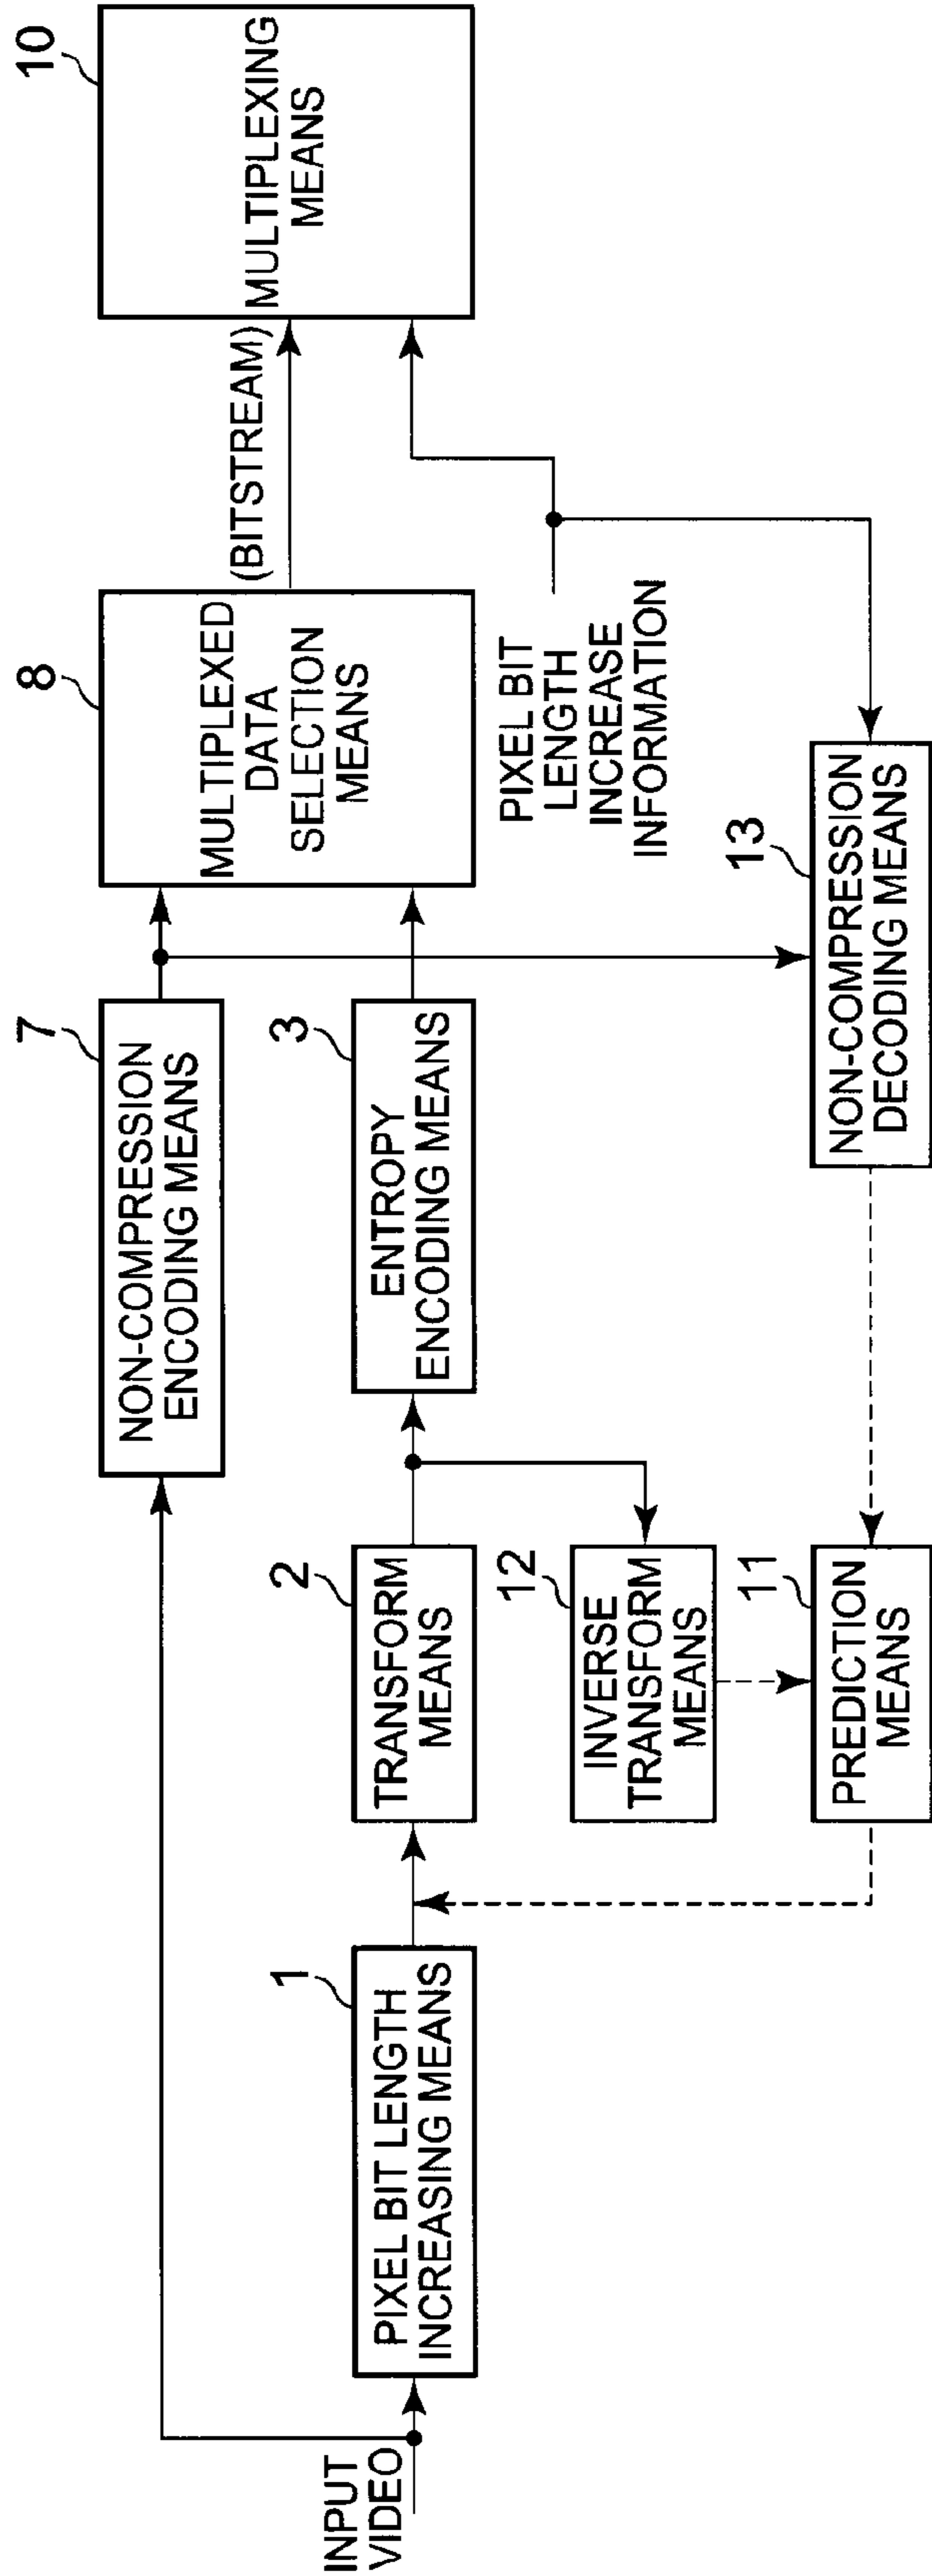 INPUT
VIDEO
1
PIXEL BIT LENGTH
INCREASING MEANS
2
TRANSFORM
MEANS
12
INVERSE
TRANSFORM
MEANS
11
PREDICTION
MEANS
7
NON-COMPRESSION
ENCODING MEANS
3
ENTROPY
ENCODING MEANS
13
NON-COMPRESSION
DECODING MEANS
8
MULTIPLEXED
DATA
SELECTION
MEANS
PIXEL BIT
LENGTH
INCREASE
INFORMATION
(BITSTREAM)
10
MULTIPLEXING
MEANS